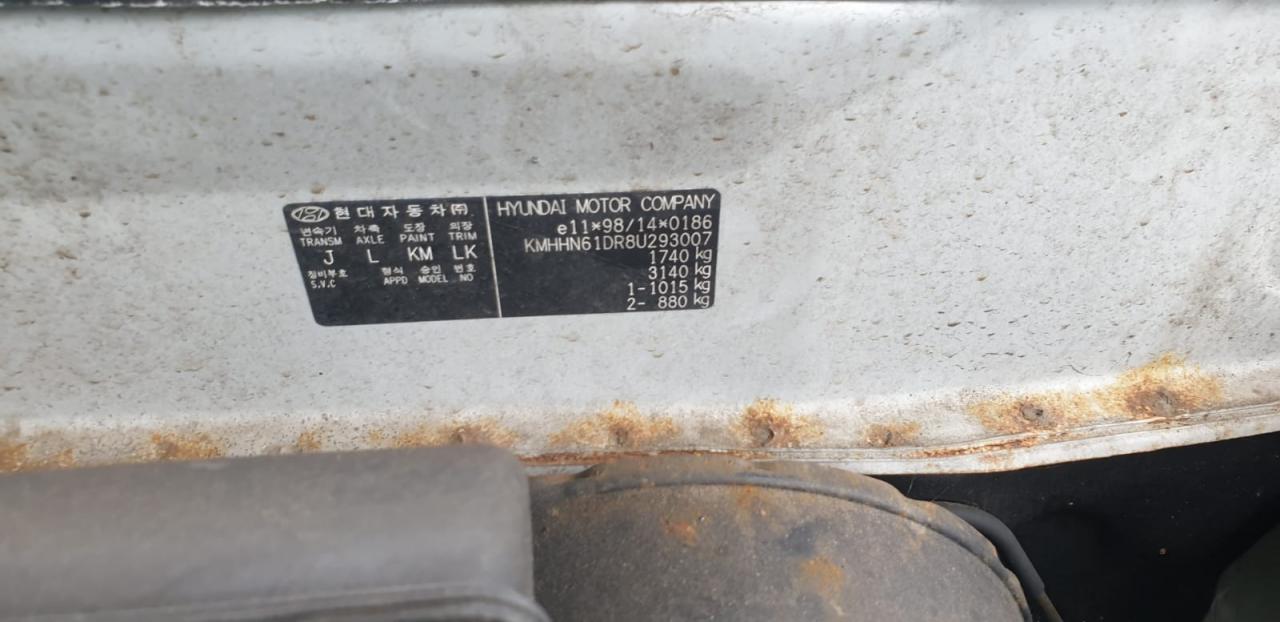 현대자동차(주)
변속기 차축 도장 의장
TRANSM AXLE PAINT TRIM
J L KM LK
정비부호 형식 승인 번호
S.V.C APPD MODEL NO
HYUNDAI MOTOR COMPANY
e11*98/14*0186
KMHHN61DR8U293007
1740 kg
3140 kg
1-1015 kg
2- 880 kg